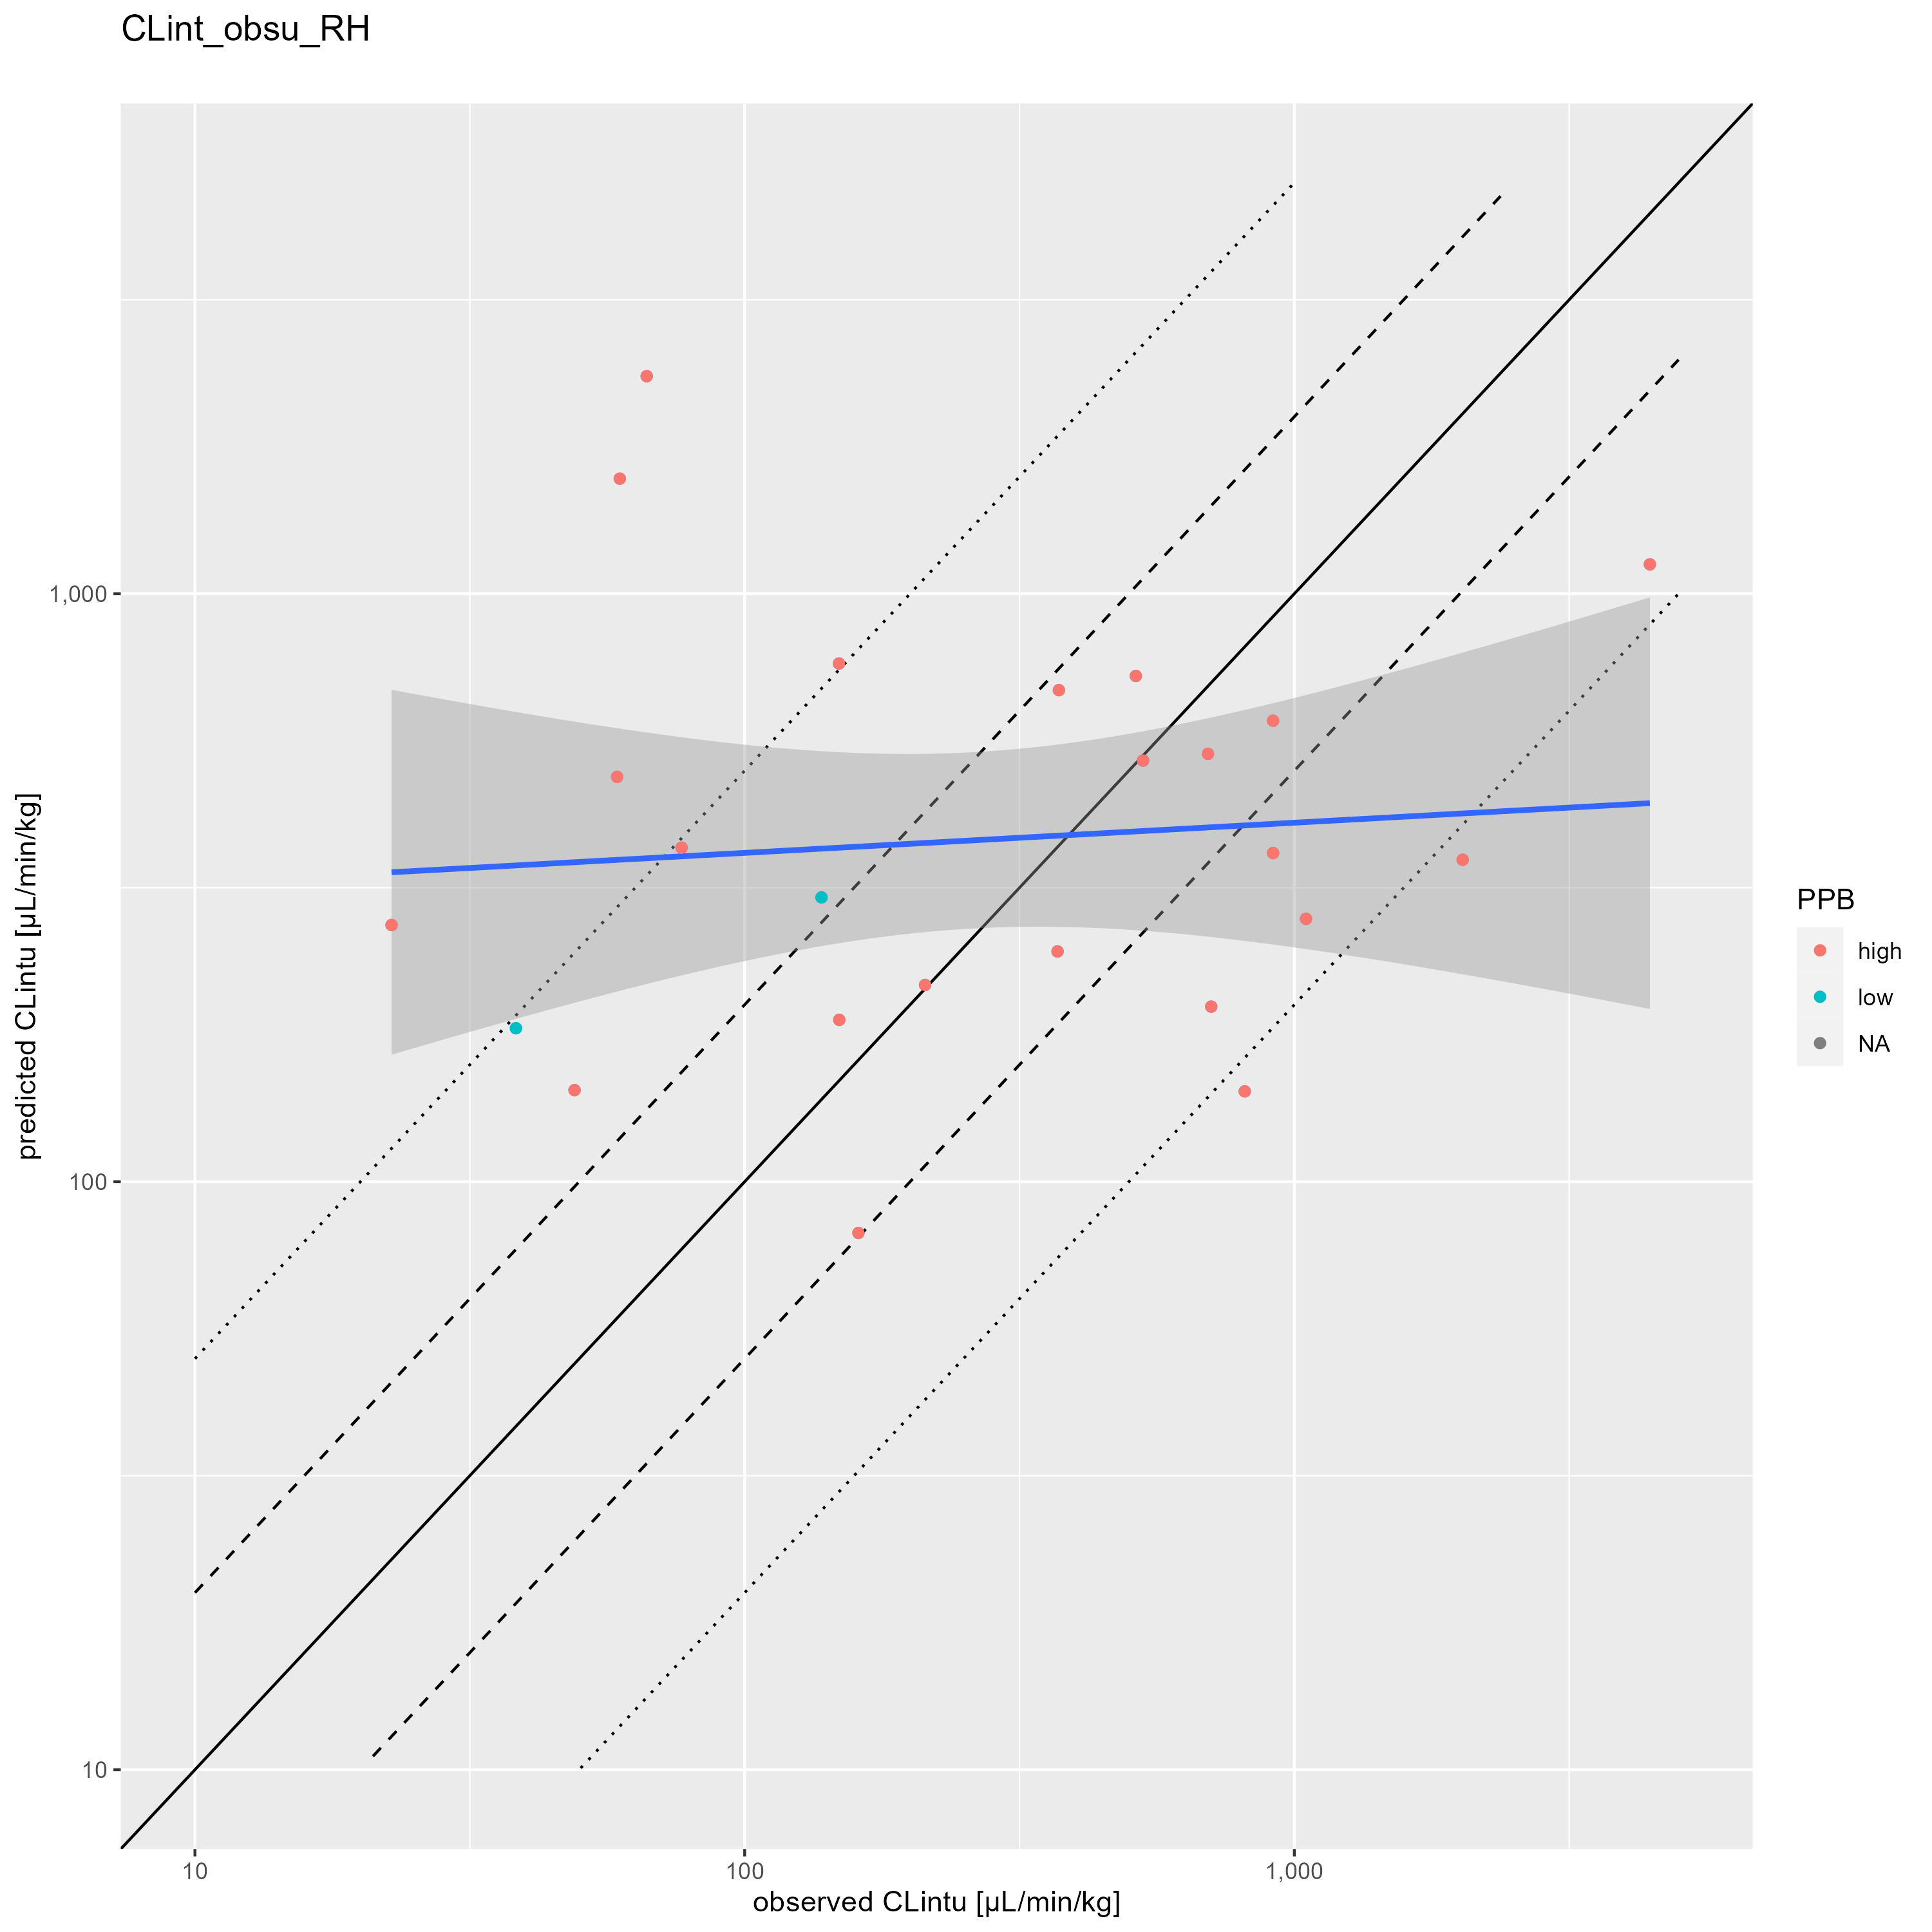 CLint_obsu_RH
predicted CLintu [µL/min/kg]
1,000
100
10
10 100 1,000
observed CLintu [µL/min/kg]
PPB
high
low
NA